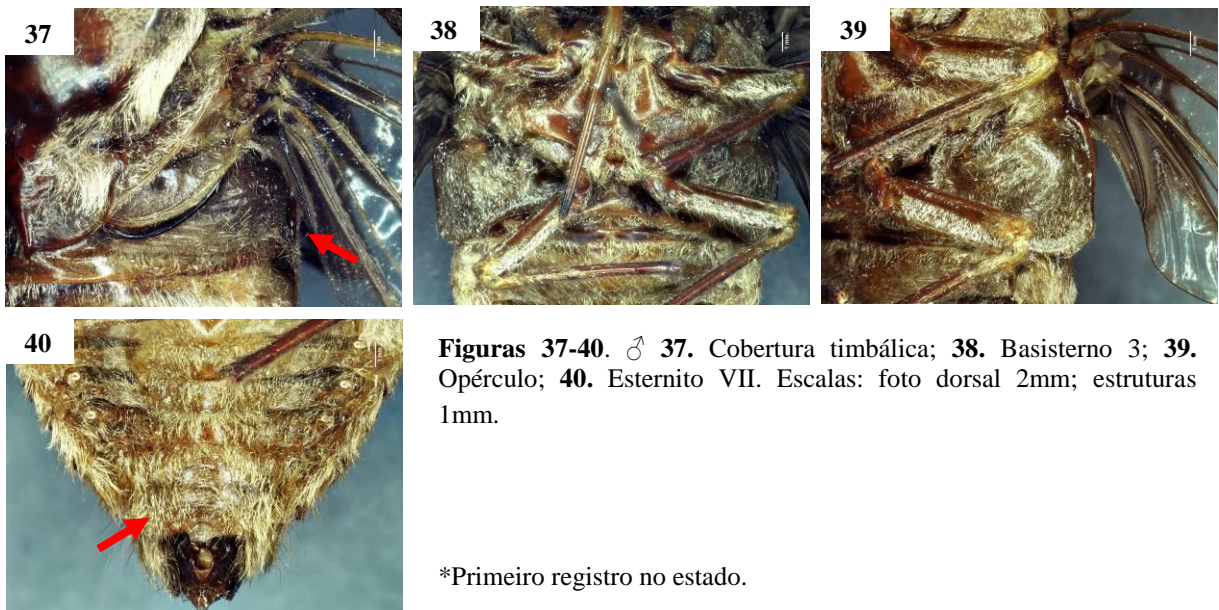 37
38
39
40
Figuras 37-40. ♂ 37. Cobertura timbálica; 38. Basisterno 3; 39.
Opérculo; 40. Esternito VII. Escalas: foto dorsal 2mm; estruturas
1mm.
*Primeiro registro no estado.